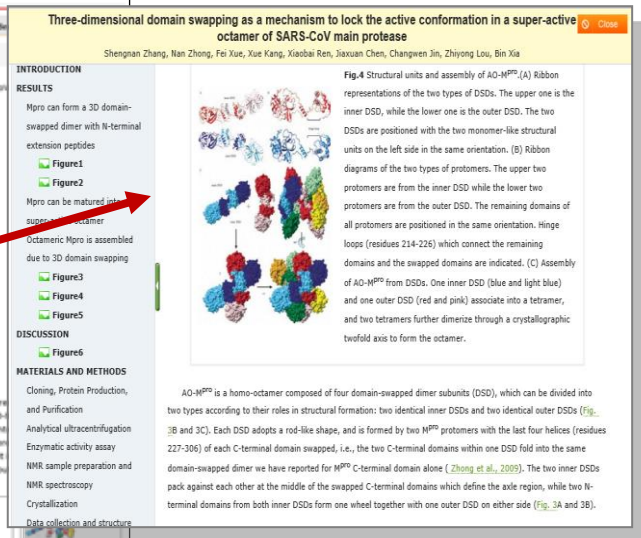 Three-dimensional domain swapping as a mechanism to lock the active conformation in a super-active
octamer of SARS-CoV main protease
Close
Shengnan Zhang, Nan Zhong, Fei Xue, Xue Kang, Xiaobai Ren, Jiaxuan Chen, Changwen Jin, Zhiyong Lou, Bin Xia
INTRODUCTION
RESULTS
Mpro can form a 3D domain-
swapped dimer with N-terminal
extension peptides
Figure1
Figure2
Mpro can be matured into
super-active octamer
Octameric Mpro is assembled
due to 3D domain swapping
Figure3
Figure4
Figure5
DISCUSSION
Figure6
MATERIALS AND METHODS
Cloning, Protein Production,
and Purification
Analytical ultracentrifugation
Enzymatic activity assay
NMR sample preparation and
NMR spectroscopy
Crystallization
Data collection and structure
Fig.4 Structural units and assembly of AO-Mpro.(A) Ribbon
representations of the two types of DSDs. The upper one is the
inner DSD, while the lower one is the outer DSD. The two
DSDs are positioned with the two monomer-like structural
units on the left side in the same orientation. (B) Ribbon
diagrams of the two types of protomers. The upper two
protomers are from the inner DSD while the lower two
protomers are from the outer DSD. The remaining domains of
all protomers are positioned in the same orientation. Hinge
loops (residues 214-226) which connect the remaining
domains and the swapped domains are indicated. (C) Assembly
of AO-Mpro from DSDs. One inner DSD (blue and light blue)
and one outer DSD (red and pink) associate into a tetramer,
and two tetramers further dimerize through a crystallographic
twofold axis to form the octamer.
AO-Mpro is a homo-octamer composed of four domain-swapped dimer subunits (DSD), which can be divided into
two types according to their roles in structural formation: two identical inner DSDs and two identical outer DSDs (Fig.
3B and 3C). Each DSD adopts a rod-like shape, and is formed by two Mpro protomers with the last four helices (residues
227-306) of each C-terminal domain swapped, i.e., the two C-terminal domains within one DSD fold into the same
domain-swapped dimer we have reported for Mpro C-terminal domain alone ( Zhong et al., 2009). The two inner DSDs
pack against each other at the middle of the swapped C-terminal domains which define the axle region, while two N-
terminal domains from both inner DSDs form one wheel together with one outer DSD on either side (Fig. 3A and 3B).